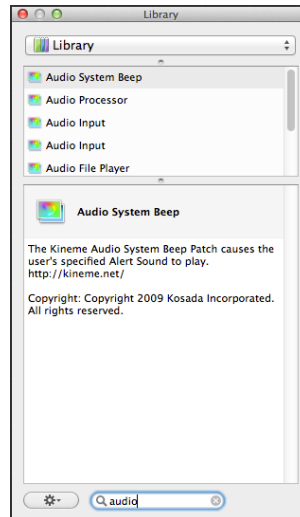 Library
Library
Audio System Beep
Audio Processor
Audio Input
Audio Input
Audio File Player
Audio System Beep
The Kineme Audio System Beep Patch causes the
user's specified Alert Sound to play.
http://kineme.net/
Copyright: Copyright 2009 Kosada Incorporated.
All rights reserved.
audio